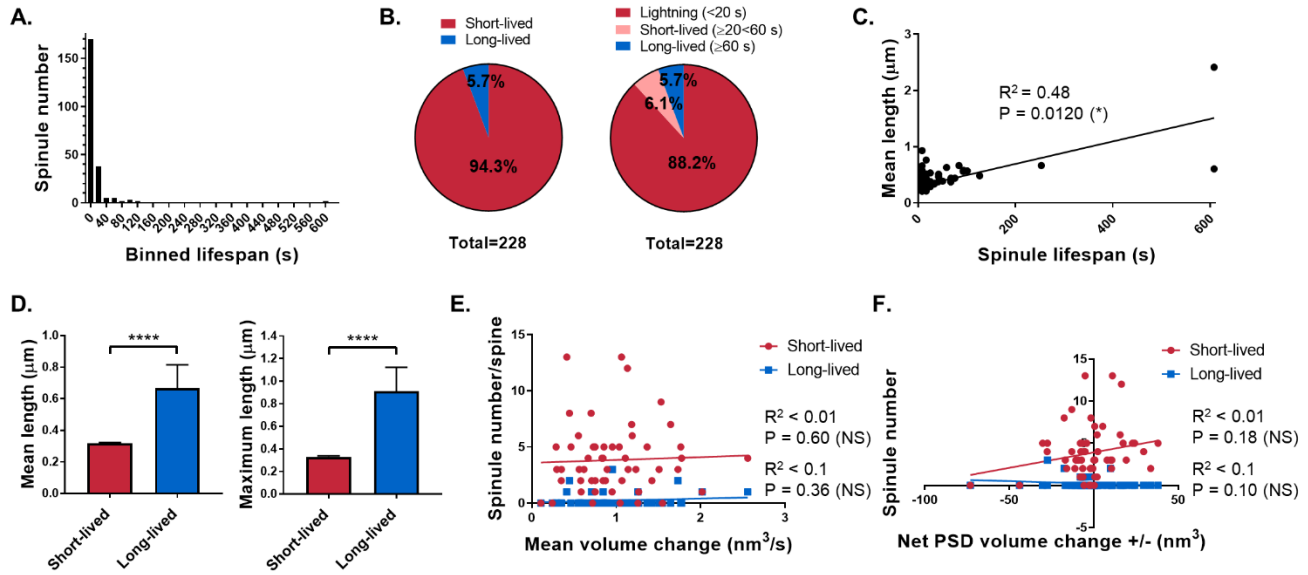 A.
Spinule number
150
100
50
0
0
40
80
120
160
200
240
280
320
360
400
440
480
520
560
600
Binned lifespan (s)
B.
Short-lived
Long-lived
5.7%
94.3%
Total=228
Lightning (<20 s)
Short-lived (≥20<60 s)
Long-lived (≥60 s)
5.7%
6.1%
88.2%
Total=228
C.
Mean length (μm)
3
2
1
0
0
200
400
600
R² = 0.48
P = 0.0120 (*)
Spinule lifespan (s)
D.
Mean length (μm)
1.0
0.8
0.6
0.4
0.2
0.0
****
Short-lived
Long-lived
Maximum length (μm)
1.4
1.2
1.0
0.8
0.6
0.4
0.2
0.0
****
Short-lived
Long-lived
E.
Spinule number/spine
15
10
5
0
0
1
2
3
Mean volume change (nm³/s)
Short-lived
Long-lived
R² < 0.01
P = 0.60 (NS)
R² < 0.1
P = 0.36 (NS)
F.
Spinule number
15
10
5
-5
-100
-50
50
Net PSD volume change +/- (nm³)
Short-lived
Long-lived
R² < 0.01
P = 0.18 (NS)
R² < 0.1
P = 0.10 (NS)